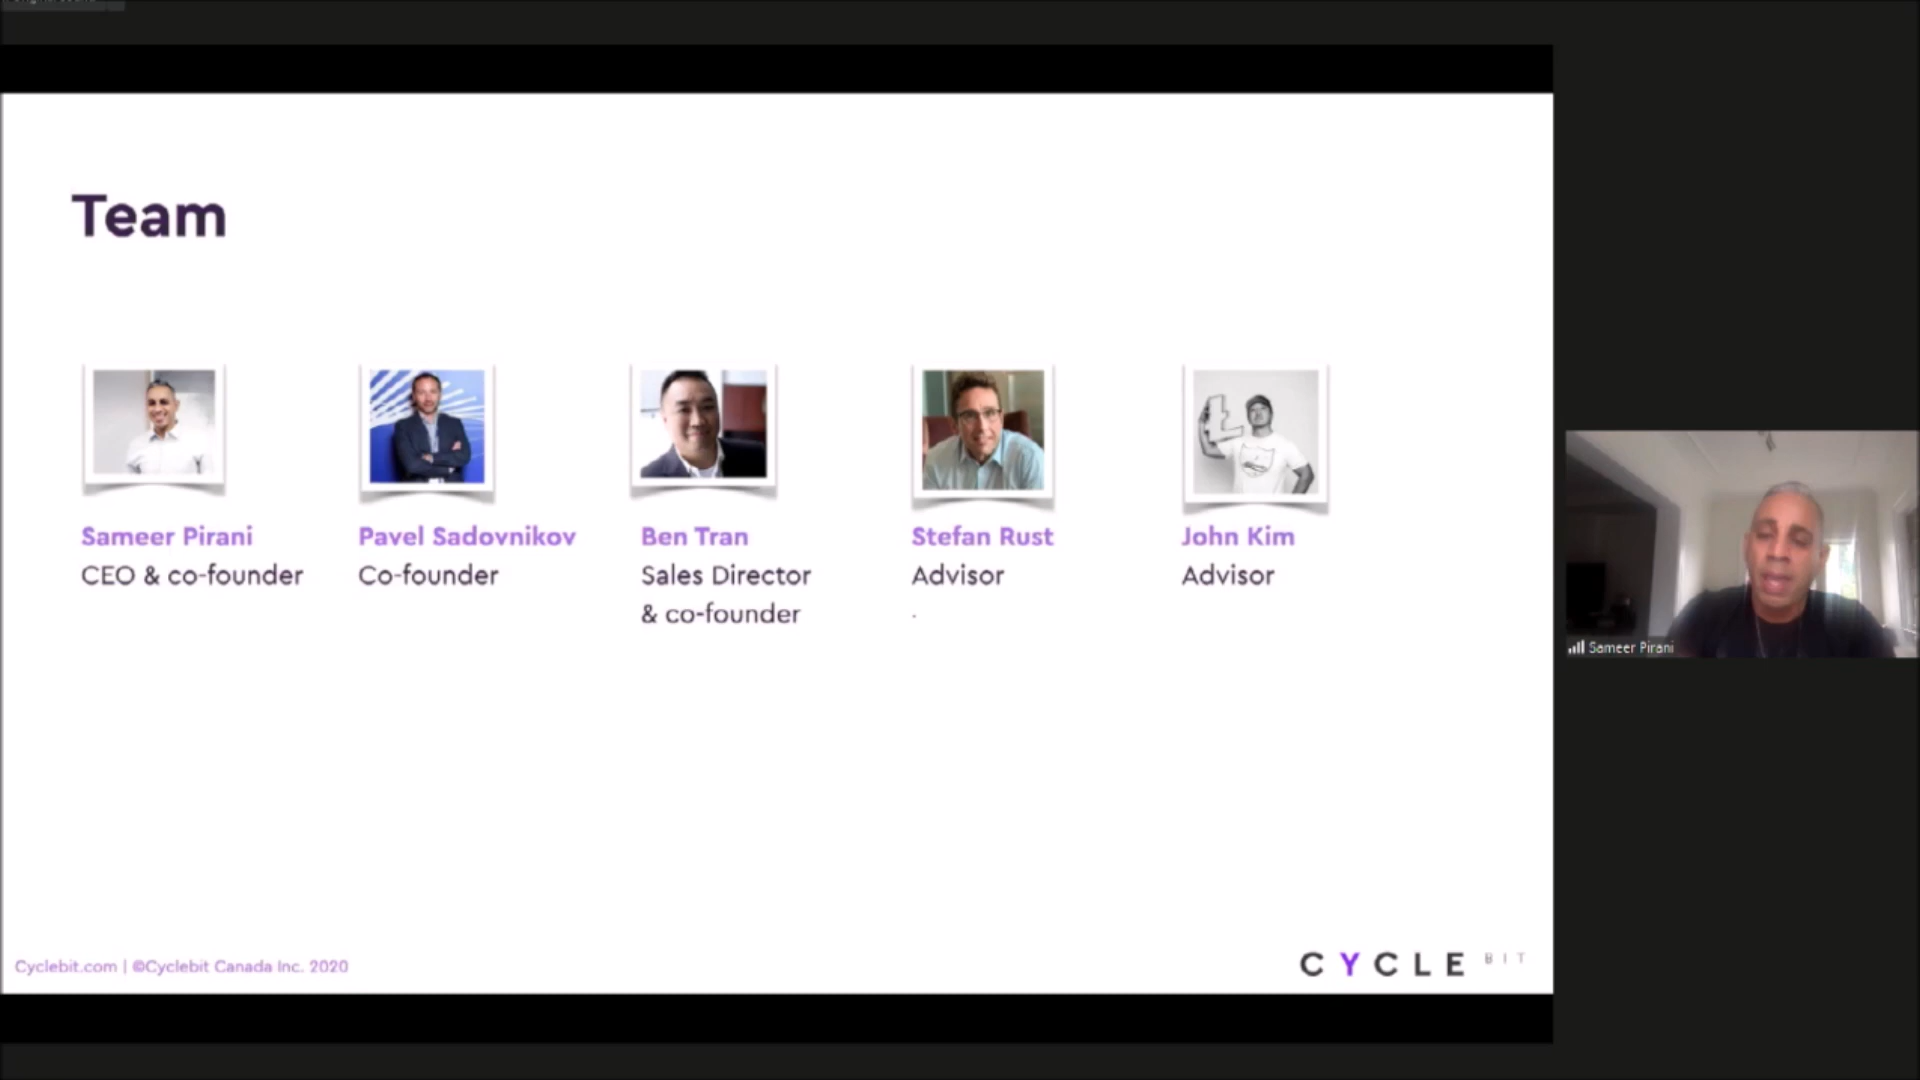 Team
Sameer Pirani
CEO & co-founder
Pavel Sadovnikov
Co-founder
Ben Tran
Sales Director
& co-founder
Stefan Rust
Advisor
.
John Kim
Advisor
Sameer Pirani
Cyclebit.com | ©Cyclebit Canada Inc. 2020
CYCLE BIT